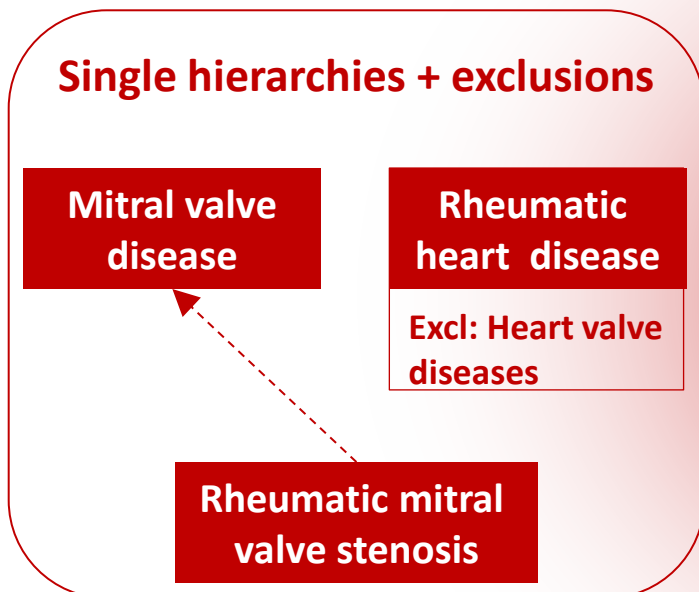 Single hierarchies + exclusions
Mitral valve
disease
Rheumatic
heart disease
Excl: Heart valve
diseases
Rheumatic mitral
valve stenosis